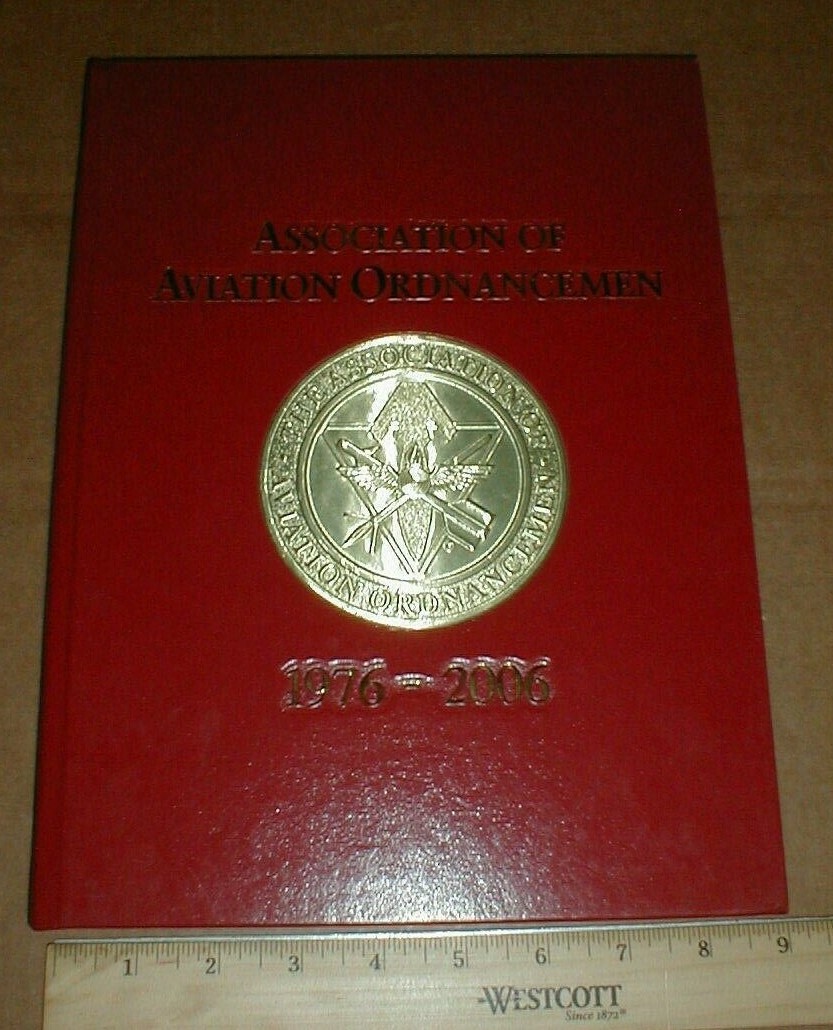 ASSOCIATION OF
AVIATION ORDNANCEMEN
THE ASSOCIATION OF
AVIATION ORDNANCEMEN
1976 - 2006
1 2 3 4 5 6 7 8 9
WESTCOTT
Since 1872